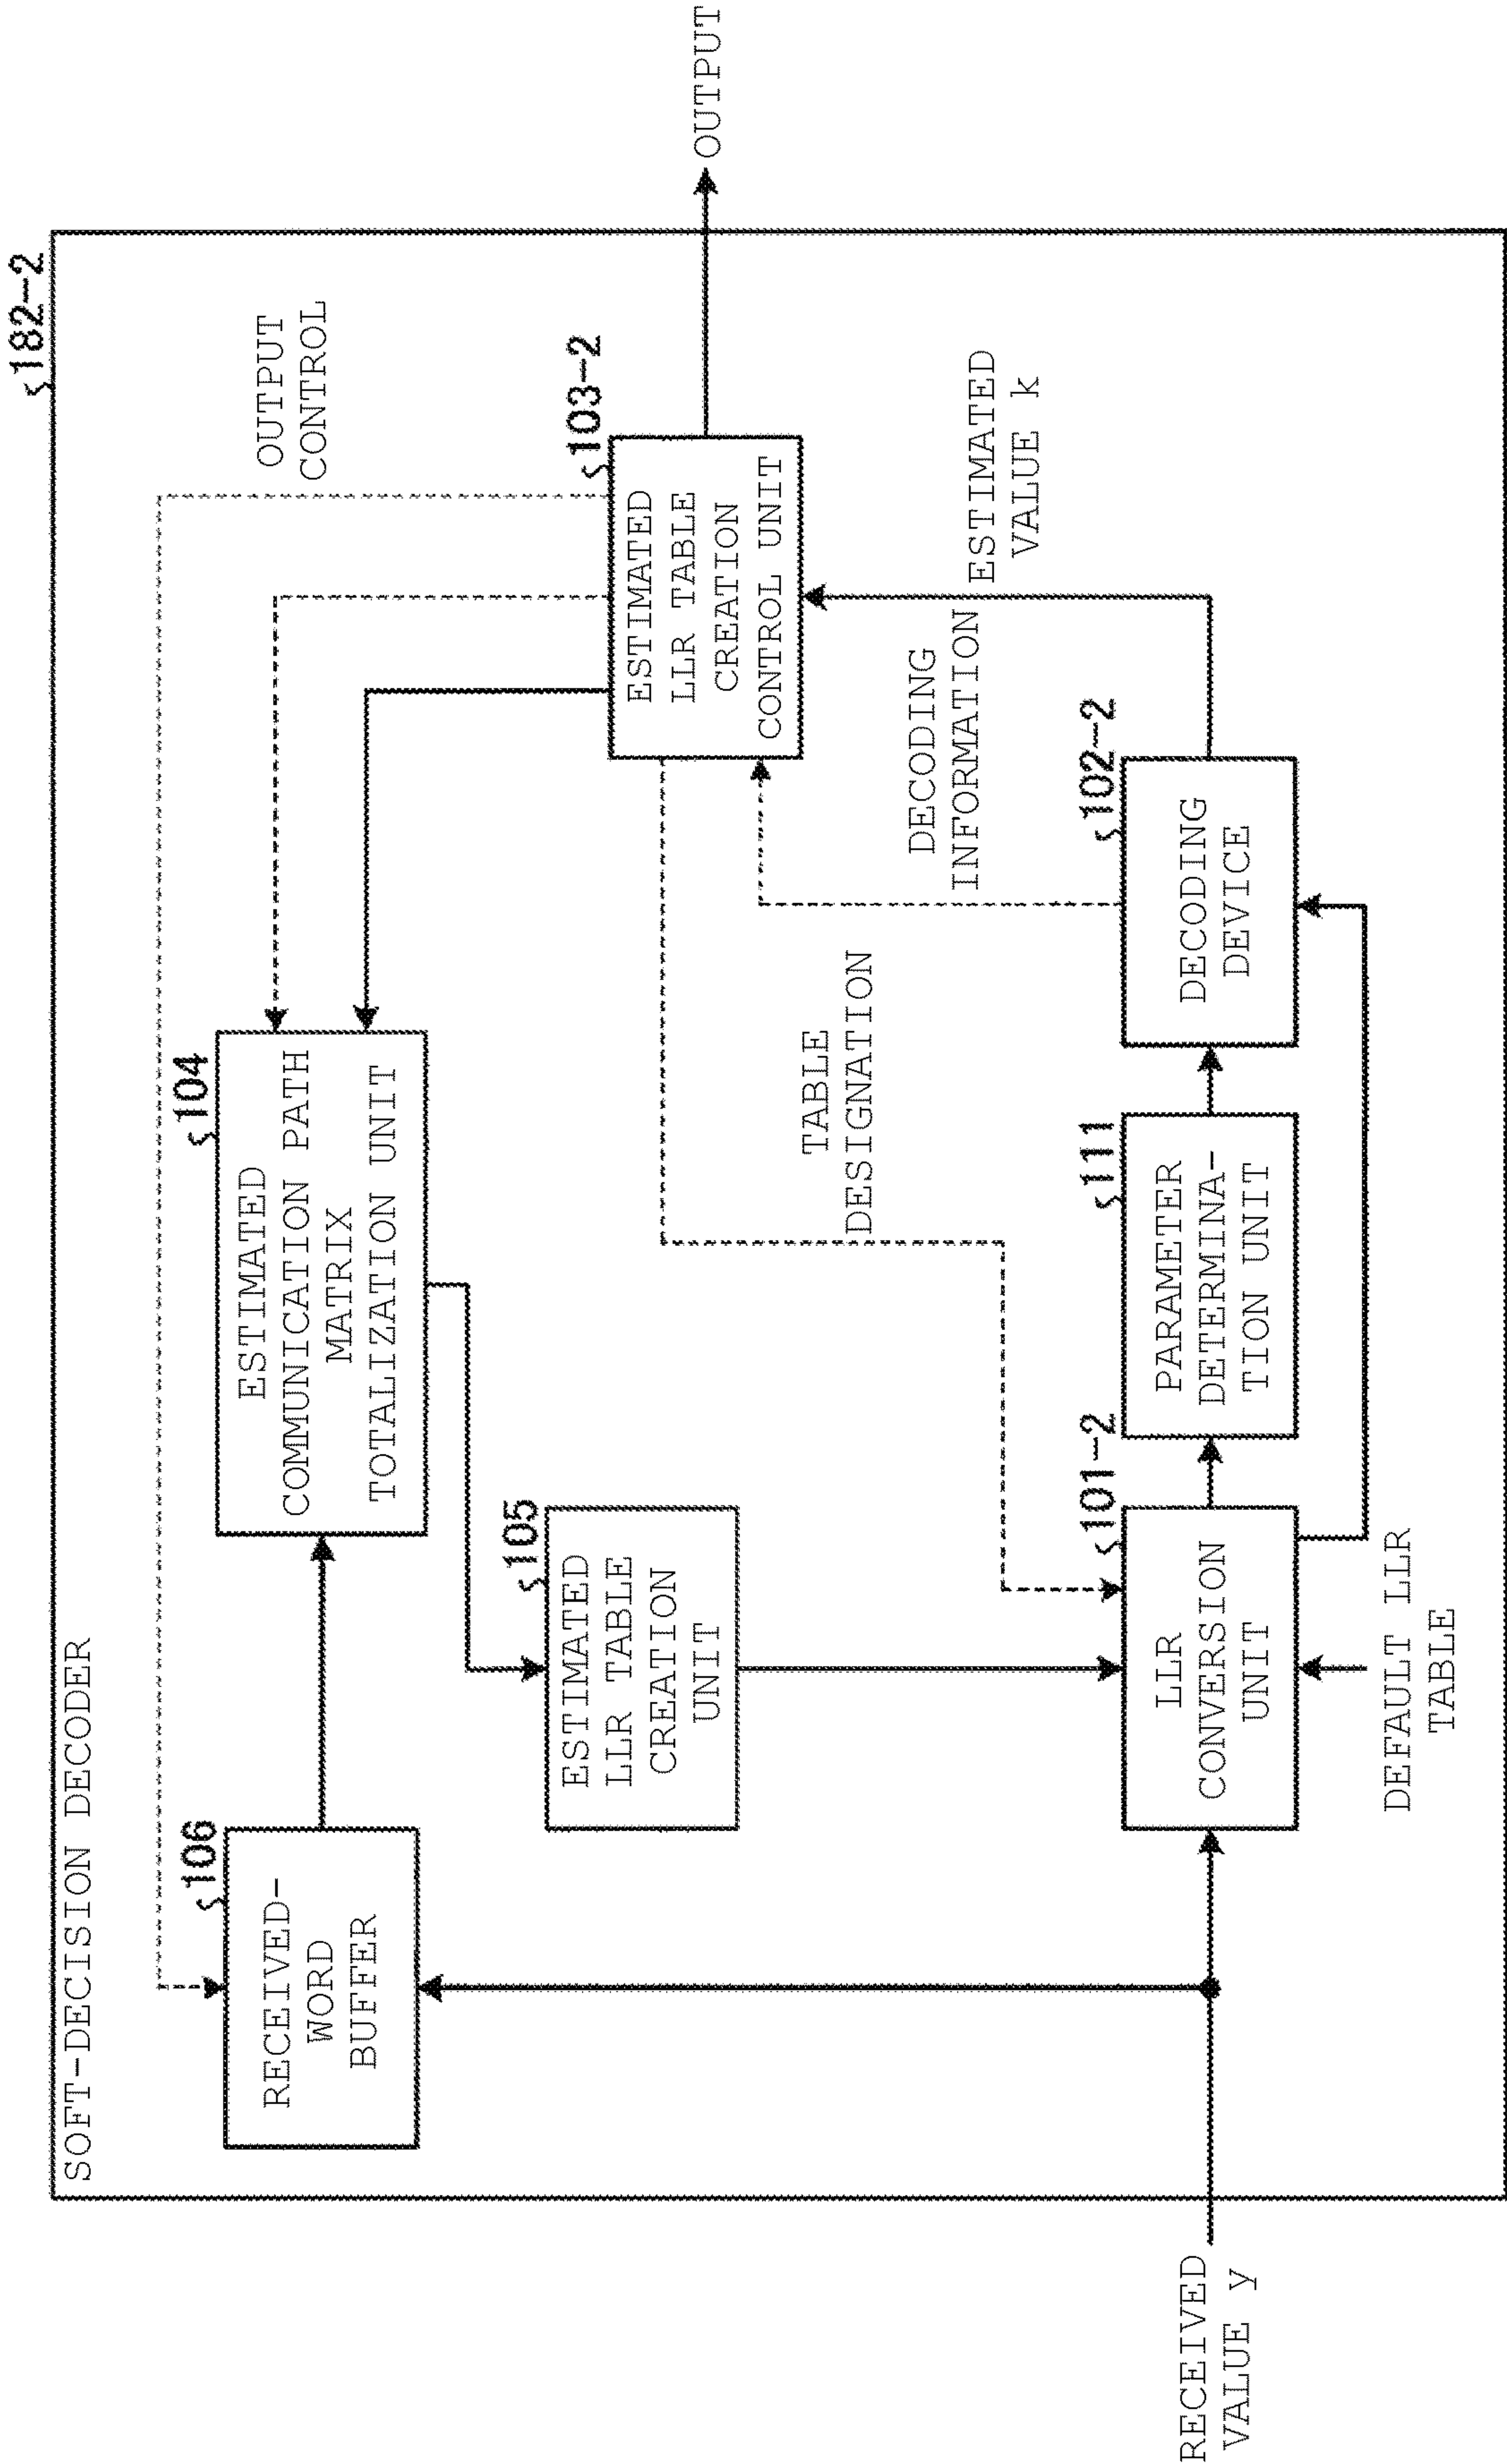 182-2
SOFT-DECISION DECODER
OUTPUT
CONTROL
106
RECEIVED-
WORD
BUFFER
104
ESTIMATED
COMMUNICATION PATH
MATRIX
TOTALIZATION UNIT
105
ESTIMATED
LLR TABLE
CREATION
UNIT
103-2
ESTIMATED
LLR TABLE
CREATION
CONTROL UNIT
OUTPUT
TABLE
DESIGNATION
DECODING
INFORMATION
ESTIMATED
VALUE k
101-2
LLR
CONVERSION
UNIT
111
PARAMETER
DETERMINA-
TION UNIT
102-2
DECODING
DEVICE
RECEIVED
VALUE y
DEFAULT LLR
TABLE